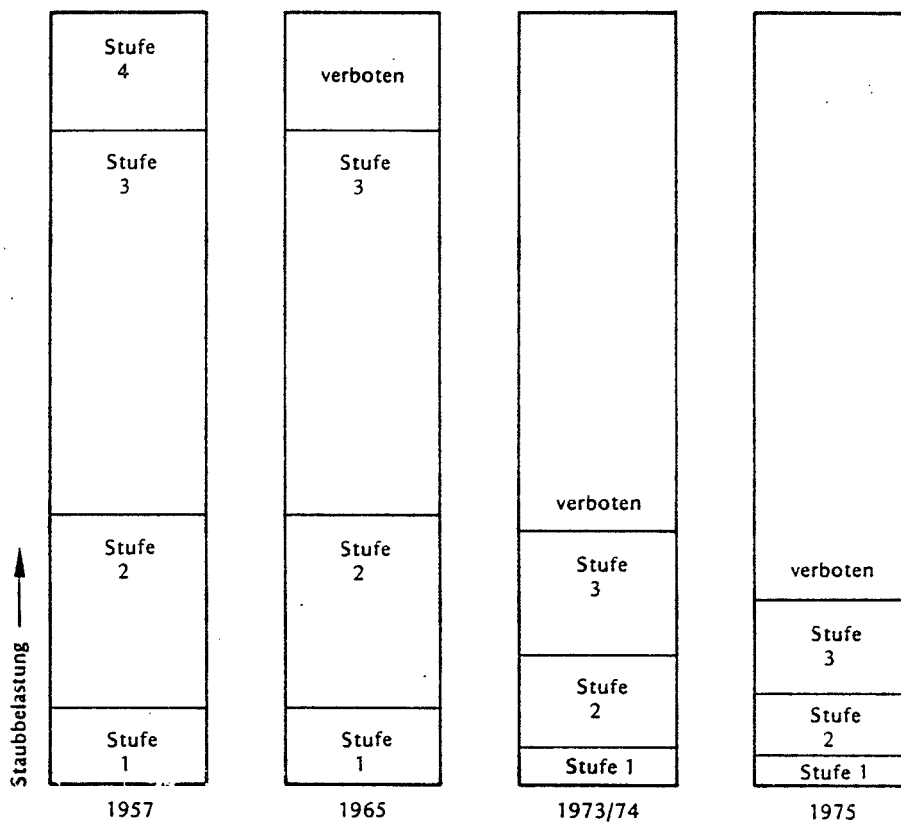 Stufe
4
Stufe
3
Stufe
2
Stufe
1
1957
verboten
Stufe
3
Stufe
2
Stufe
1
1965
verboten
Stufe
3
Stufe
2
Stufe 1
1973/74
verboten
Stufe
3
Stufe
2
Stufe 1
1975
Staubbelastung